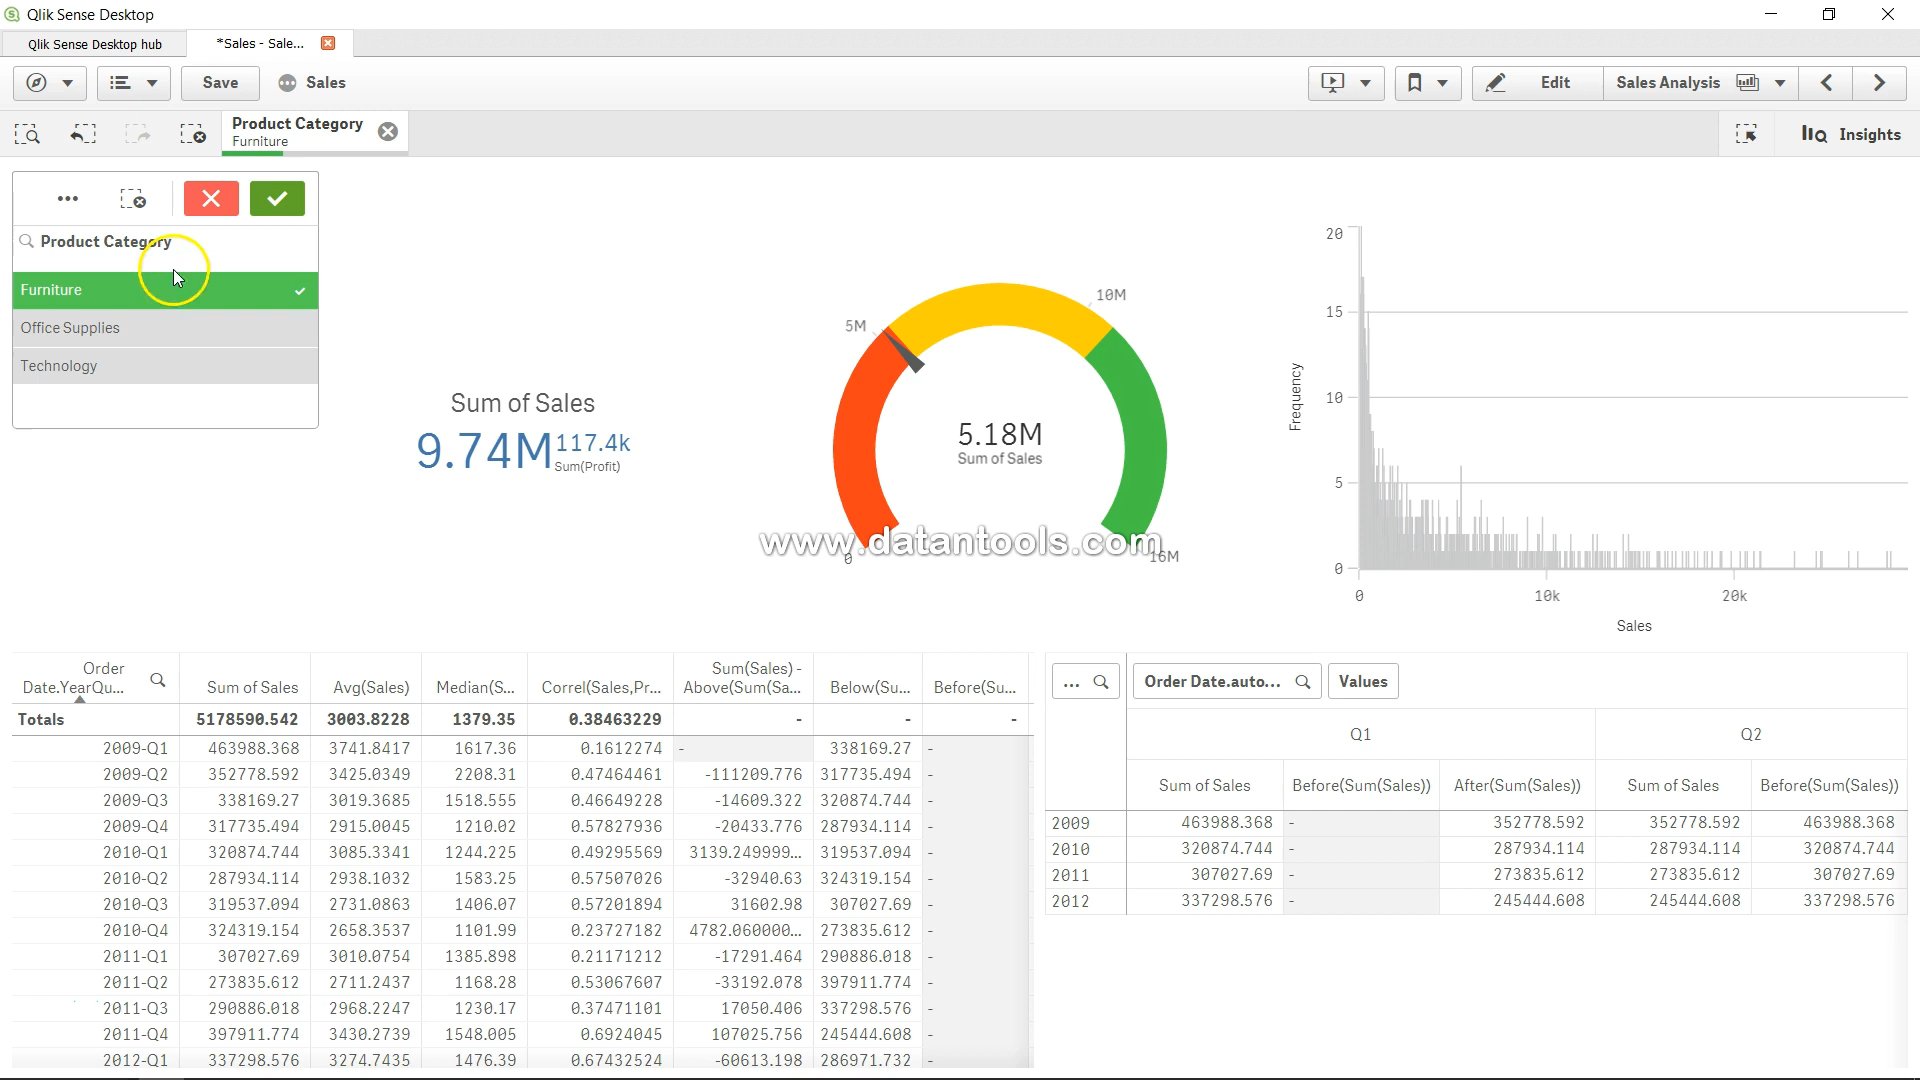 Qlik Sense Desktop
Qlik Sense Desktop hub
*Sales - Sale...
Save
Sales
Edit
Sales Analysis
Product Category
Furniture
Insights
Product Category
Furniture
Office Supplies
Technology
Sum of Sales
9.74M 117.4k
Sum(Profit)
0
5M
10M
16M
5.18M
Sum of Sales
www.datantools.com
Frequency
20
15
10
5
0
0 10k 20k
Sales
Order Date.YearQu... Sum of Sales Avg(Sales) Median(S... Correl(Sales,Pr... Sum(Sales) - Above(Sum(Sa... Below(Su... Before(Su...
Totals 5178590.542 3003.8228 1379.35 0.38463229 - - -
2009-Q1 463988.368 3741.8417 1617.36 0.1612274 - 338169.27 -
2009-Q2 352778.592 3425.0349 2208.31 0.47464461 -111209.776 317735.494 -
2009-Q3 338169.27 3019.3685 1518.555 0.46649228 -14609.322 320874.744 -
2009-Q4 317735.494 2915.0045 1210.02 0.57827936 -20433.776 287934.114 -
2010-Q1 320874.744 3085.3341 1244.225 0.49295569 3139.249999... 319537.094 -
2010-Q2 287934.114 2938.1032 1583.25 0.57507026 -32940.63 324319.154 -
2010-Q3 319537.094 2731.0863 1406.07 0.57201894 31602.98 307027.69 -
2010-Q4 324319.154 2658.3537 1101.99 0.23727182 4782.060000... 273835.612 -
2011-Q1 307027.69 3010.0754 1385.898 0.21171212 -17291.464 290886.018 -
2011-Q2 273835.612 2711.2437 1168.28 0.53067607 -33192.078 397911.774 -
2011-Q3 290886.018 2968.2247 1230.17 0.37471101 17050.406 337298.576 -
2011-Q4 397911.774 3430.2739 1548.005 0.6924045 107025.756 245444.608 -
2012-Q1 337298.576 3274.7435 1476.39 0.67432524 -60613.198 286971.732 -
... Order Date.auto... Values
Q1 Q2
Sum of Sales Before(Sum(Sales)) After(Sum(Sales)) Sum of Sales Before(Sum(Sales))
2009 463988.368 - 352778.592 352778.592 463988.368
2010 320874.744 - 287934.114 287934.114 320874.744
2011 307027.69 - 273835.612 273835.612 307027.69
2012 337298.576 - 245444.608 245444.608 337298.576